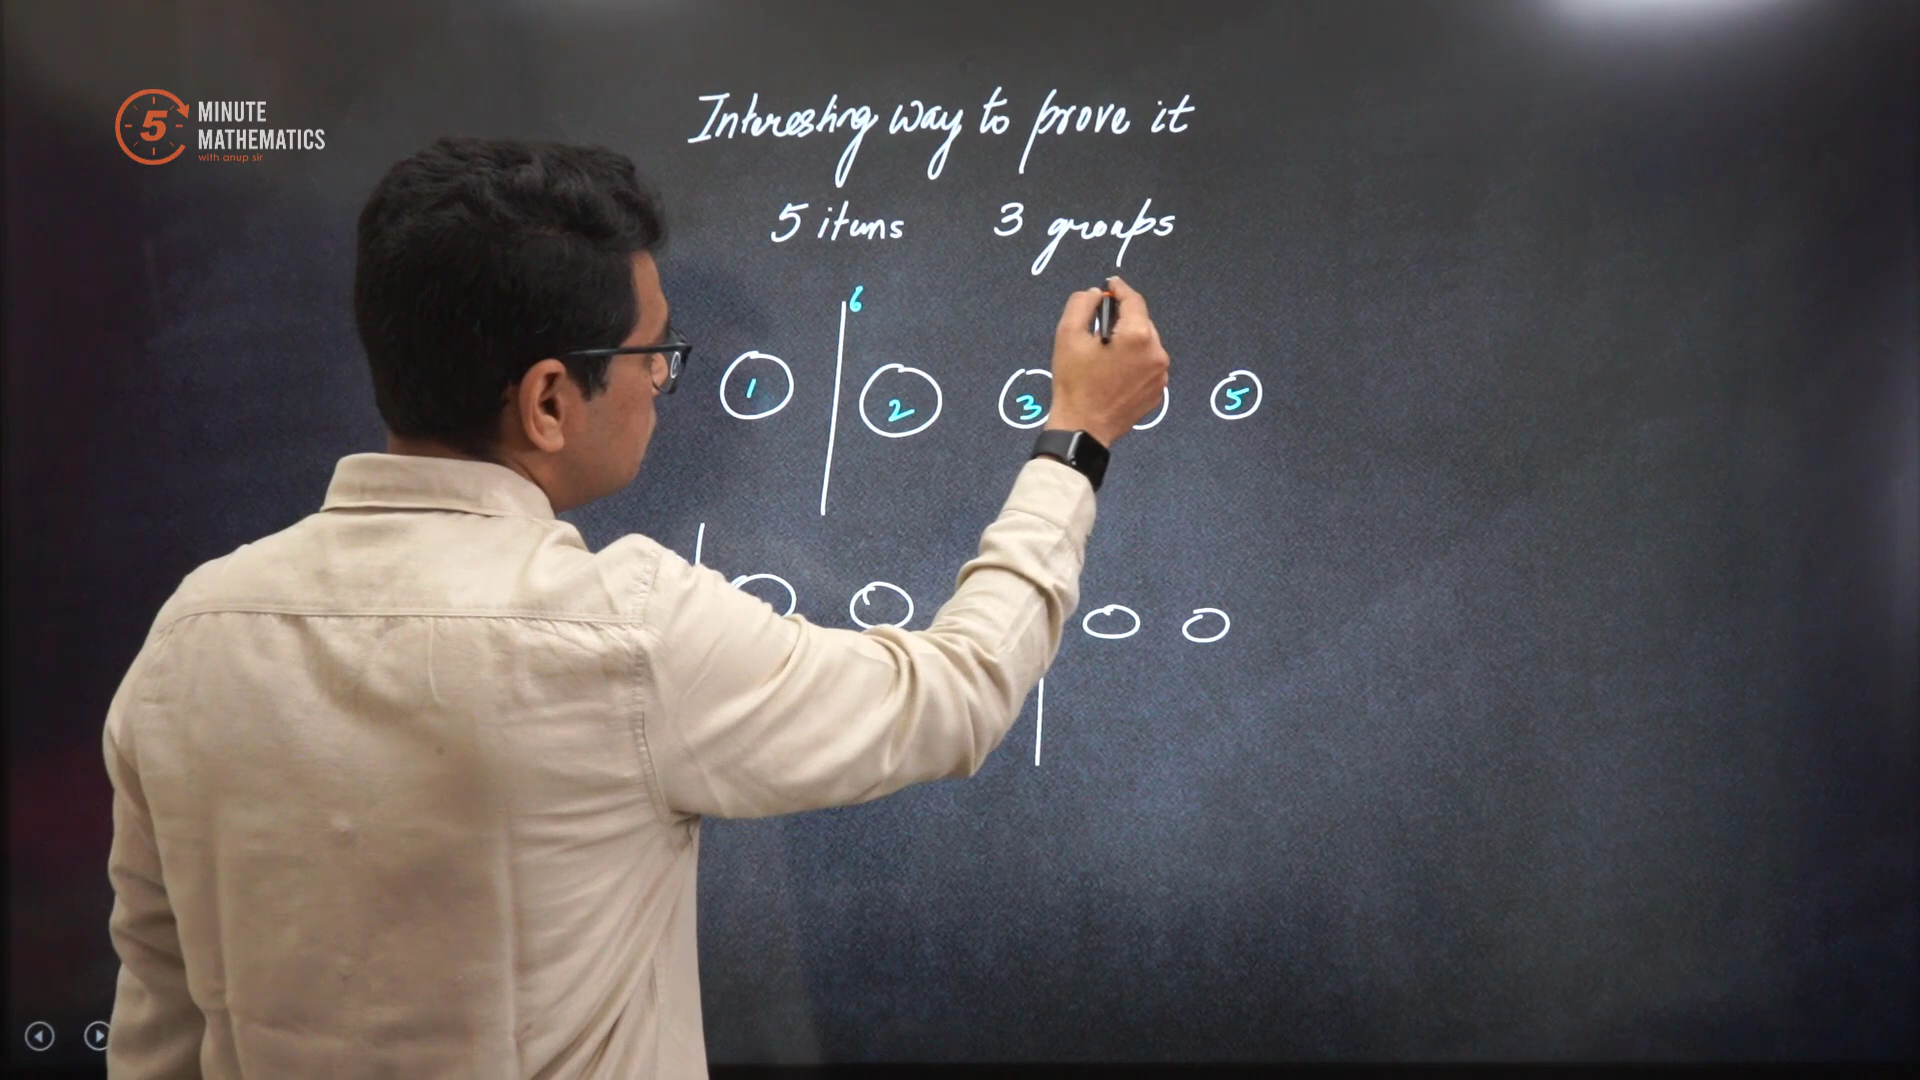 5 MINUTE
MATHEMATICS
with anup sir
Interesting way to prove it
5 items 3 groups
6
1 2 3 5